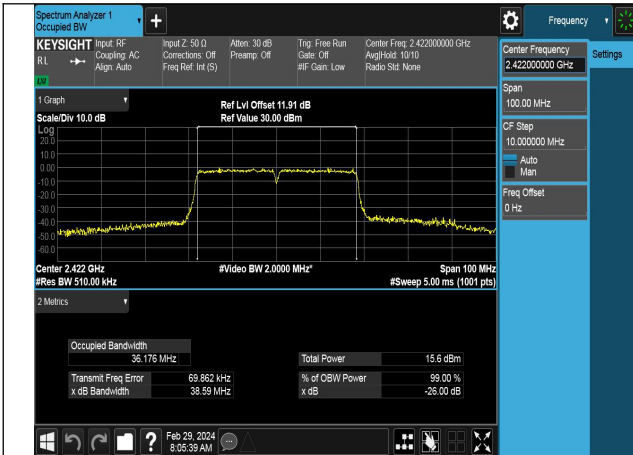 Spectrum Analyzer 1
Occupied BW
+
Frequency
KEYSIGHT
RL
LXI
Input: RF
Coupling: AC
Align: Auto
Input Z: 50 Ω
Corrections: Off
Freq Ref: Int (S)
Atten: 30 dB
Preamp: Off
Trig: Free Run
Gate: Off
#IF Gain: Low
Center Freq: 2.422000000 GHz
Avg|Hold: 10/10
Radio Std: None
Center Frequency
2.422000000 GHz
Settings
Span
100.00 MHz
CF Step
10.000000 MHz
Auto
Man
Freq Offset
0 Hz
1 Graph
Scale/Div 10.0 dB
Ref Lvl Offset 11.91 dB
Ref Value 30.00 dBm
Log
20.0
10.0
0.00
-10.0
-20.0
-30.0
-40.0
-50.0
-60.0
Center 2.422 GHz
#Res BW 510.00 kHz
#Video BW 2.0000 MHz*
Span 100 MHz
#Sweep 5.00 ms (1001 pts)
2 Metrics
Occupied Bandwidth
36.176 MHz
Total Power 15.6 dBm
Transmit Freq Error 69.862 kHz
% of OBW Power 99.00 %
x dB Bandwidth 38.59 MHz
x dB -26.00 dB
?
Feb 29, 2024
8:05:39 AM